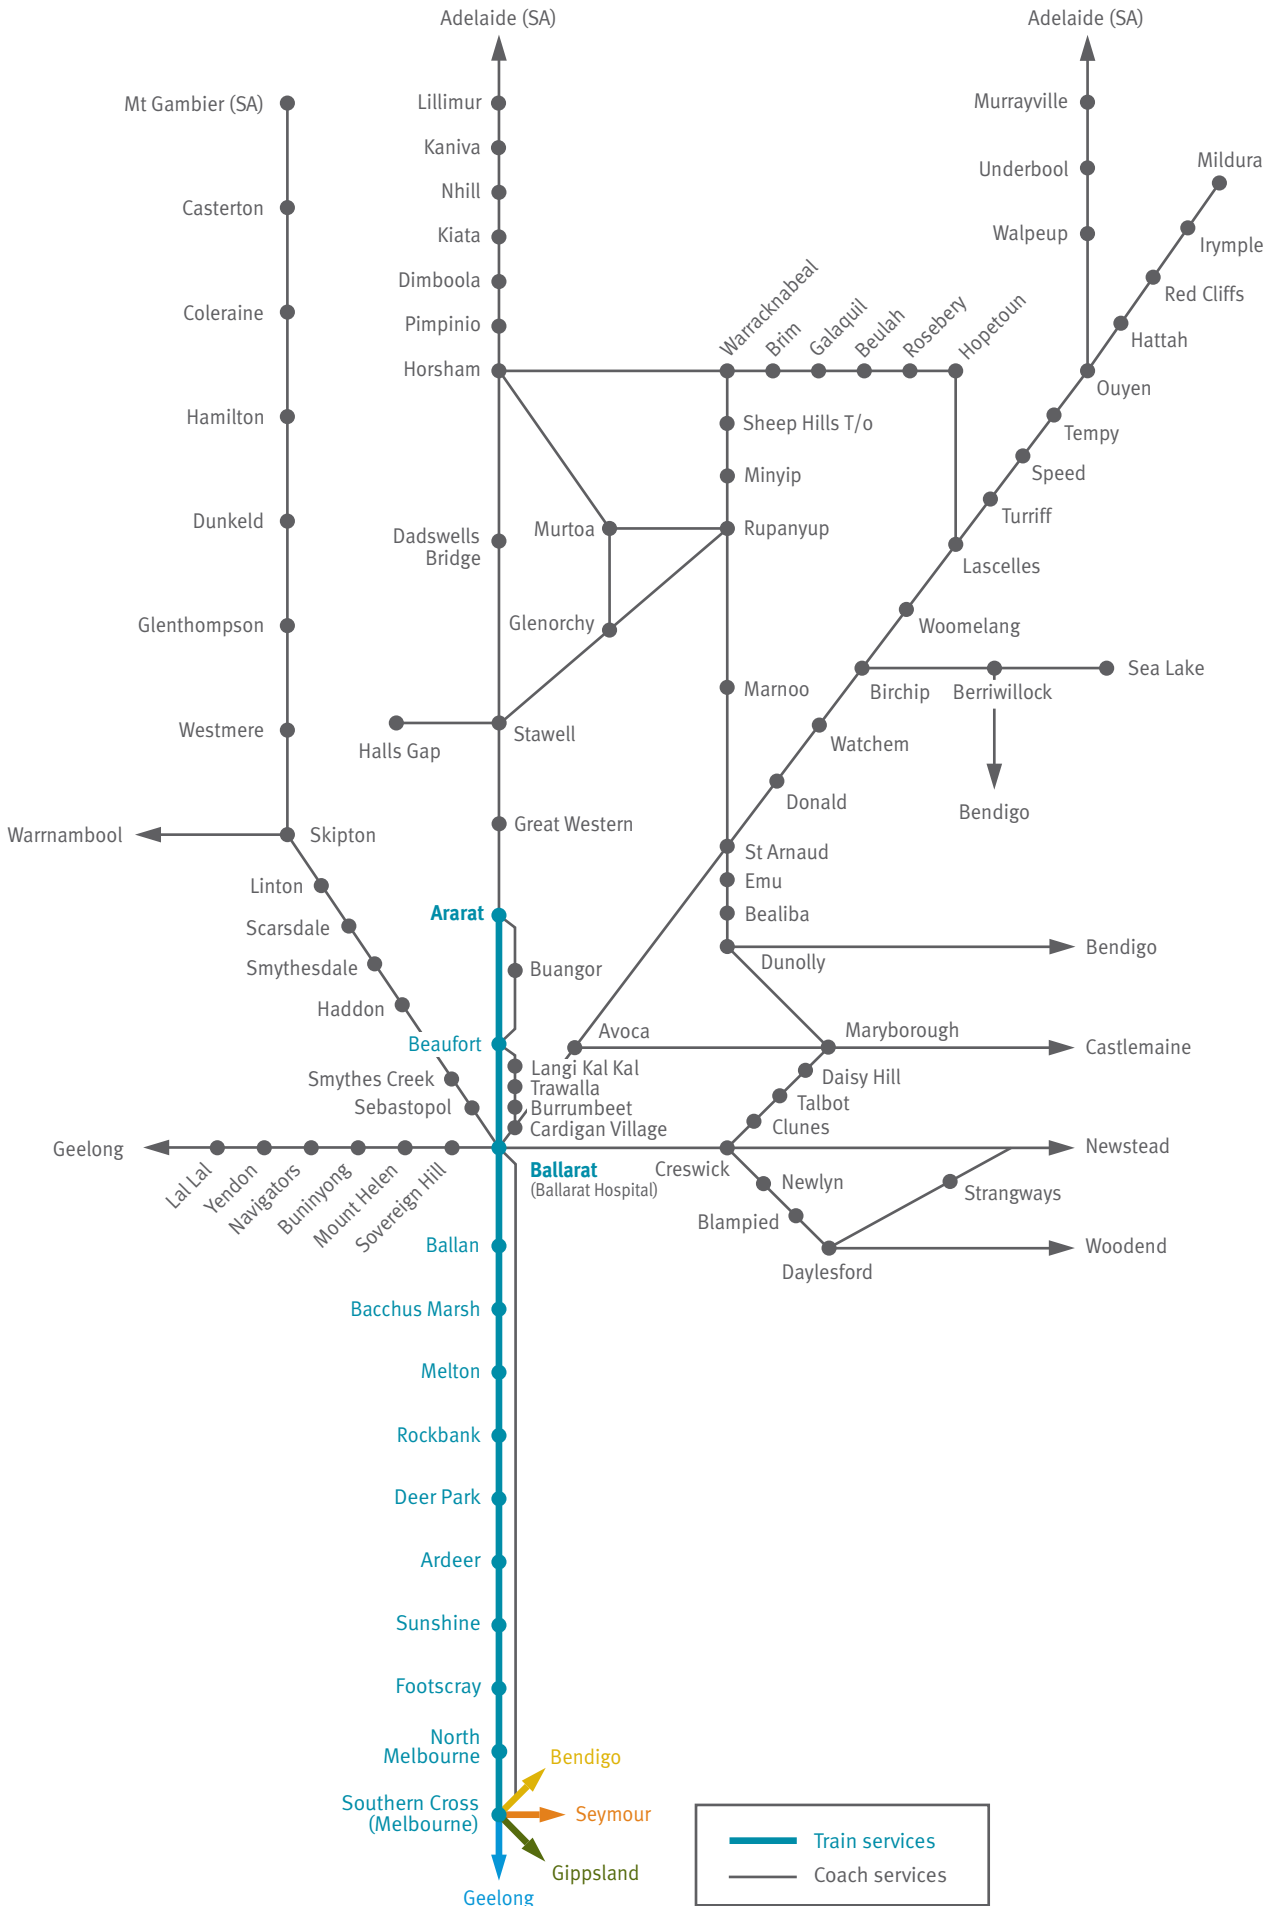 Adelaide (SA)
Adelaide (SA)
Mt Gambier (SA)
Lillimur
Murrayville
Kaniva
Mildura
Underbool
Nhill
Casterton
Kiata
Walpeup
Irymple
Dimboola
Red Cliffs
Coleraine
Pimpinio
Warracknabeal
Brim
Galaquil
Beulah
Rosebery
Hopetoun
Hattah
Horsham
Ouyen
Hamilton
Sheep Hills T/o
Tempy
Minyip
Speed
Dunkeld
Turriff
Murtoa
Rupanyup
Dadswells
Bridge
Lascelles
Glenthompson
Glenorchy
Woomelang
Sea Lake
Marnoo
Birchip
Berriwillock
Westmere
Stawell
Halls Gap
Watchem
Donald
Bendigo
Great Western
Warrnambool
Skipton
St Arnaud
Emu
Linton
Ararat
Bealiba
Scarsdale
Bendigo
Dunolly
Smythesdale
Buangor
Haddon
Avoca
Maryborough
Beaufort
Castlemaine
Langi Kal Kal
Smythes Creek
Daisy Hill
Trawalla
Talbot
Sebastopol
Burrumbeet
Clunes
Cardigan Village
Geelong
Newstead
Lal Lal
Yendon
Navigators
Buninyong
Mount Helen
Sovereign Hill
Ballarat
(Ballarat Hospital)
Creswick
Newlyn
Strangways
Blampied
Ballan
Woodend
Daylesford
Bacchus Marsh
Melton
Rockbank
Deer Park
Ardeer
Sunshine
Footscray
North
Melbourne
Bendigo
Southern Cross
(Melbourne)
Seymour
Gippsland
Geelong
Train services
Coach services